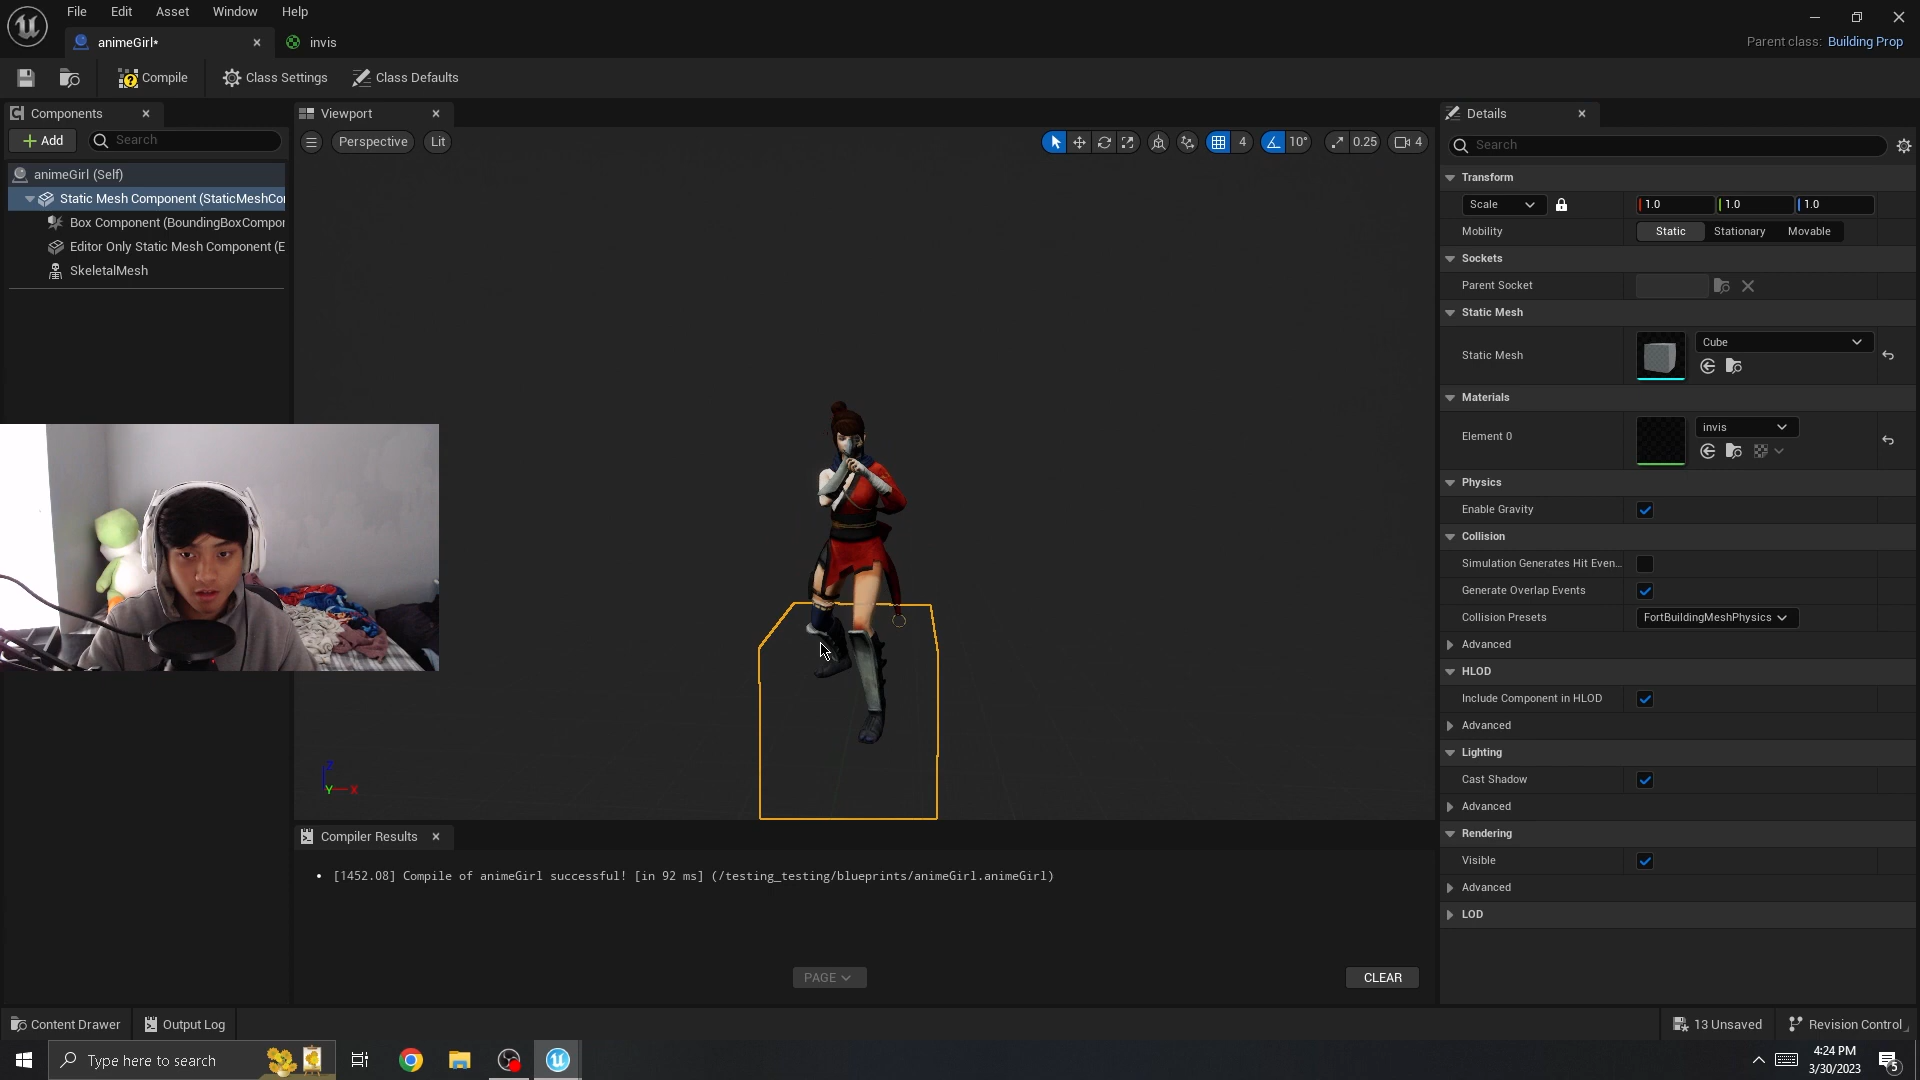 File Edit Asset Window Help
animeGirl*
invis
Parent class: Building Prop
Compile
Class Settings
Class Defaults
Components
Add
Search
animeGirl (Self)
Static Mesh Component (StaticMeshCo
Box Component (BoundingBoxCompor
Editor Only Static Mesh Component (E
SkeletalMesh
Viewport
Perspective
Lit
4
10°
0.25
4
Details
Search
Transform
Scale 1.0 1.0 1.0
Mobility Static Stationary Movable
Sockets
Parent Socket
Static Mesh
Static Mesh Cube
Materials
Element 0 invis
Physics
Enable Gravity
Collision
Simulation Generates Hit Even...
Generate Overlap Events
Collision Presets FortBuildingMeshPhysics
Advanced
HLOD
Include Component in HLOD
Advanced
Lighting
Cast Shadow
Advanced
Rendering
Visible
Advanced
LOD
Z
Y X
Compiler Results
[1452.08] Compile of animeGirl successful! [in 92 ms] (/testing_testing/blueprints/animeGirl.animeGirl)
PAGE
CLEAR
Content Drawer
Output Log
13 Unsaved
Revision Control
Type here to search
4:24 PM
3/30/2023
5